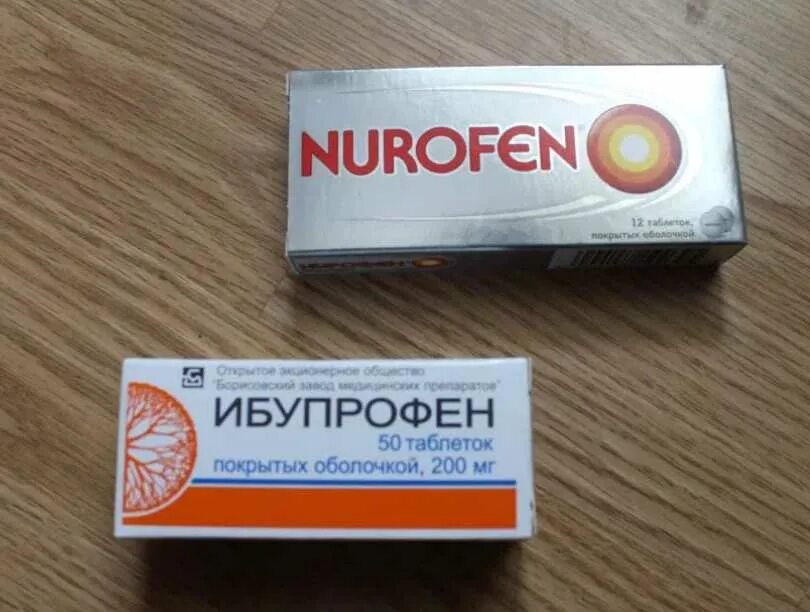 NUROFEN
12 таблеток,
покрытых оболочкой
NUROFEN
Открытое акционерное общество
"Борисовский завод медицинских препаратов"
ИБУПРОФЕН
50 таблеток
покрытых оболочкой, 200 мг